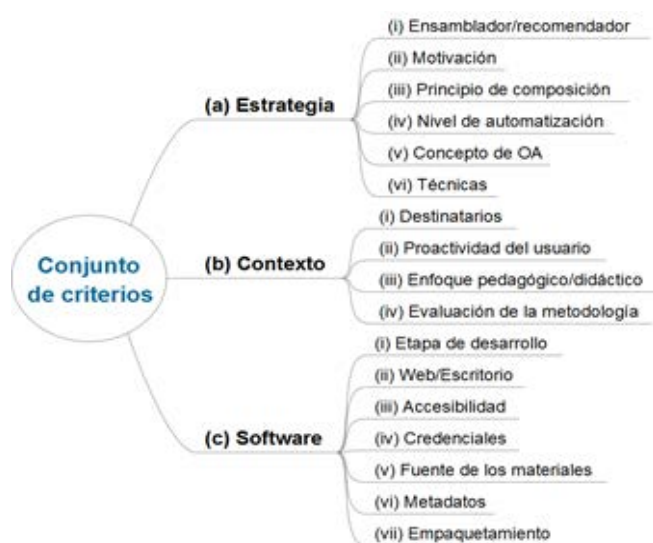 Conjunto
de criterios
(a) Estrategia
(i) Ensamblador/recomendador
(ii) Motivación
(iii) Principio de composición
(iv) Nivel de automatización
(v) Concepto de OA
(vi) Técnicas
(b) Contexto
(i) Destinatarios
(ii) Proactividad del usuario
(iii) Enfoque pedagógico/didáctico
(iv) Evaluación de la metodología
(c) Software
(i) Etapa de desarrollo
(ii) Web/Escritorio
(iii) Accesibilidad
(iv) Credenciales
(v) Fuente de los materiales
(vi) Metadatos
(vii) Empaquetamiento